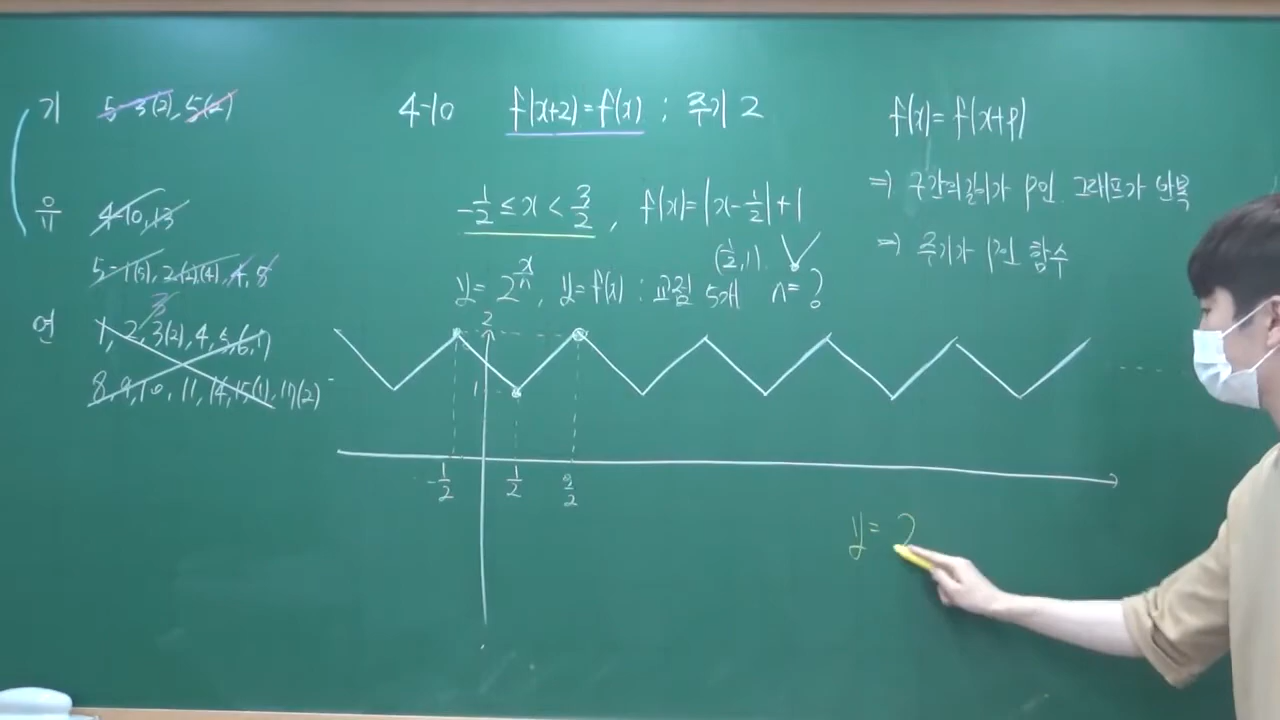 기 5-3(2), 5(2)
유 4-10, 13
5-1(5), 2(2),(4), 4, 8
3
연 1, 2, 3(2), 4, 5, 6, 7
8, 9, 10, 11, 14, 15(1), 17(2)
4-10 f(x+2)=f(x) ; 주기 2
-1/2 ≤ x < 3/2, f(x)=|x-1/2|+1
(1/2, 1)
y=2^(x/n), y=f(x) : 교점 5개 n=?
2
1
-1/2 1/2 3/2
y= 2
f(x)=f(x+p)
⇒ 구간의 길이가 p인 그래프가 반복
⇒ 주기가 p인 함수